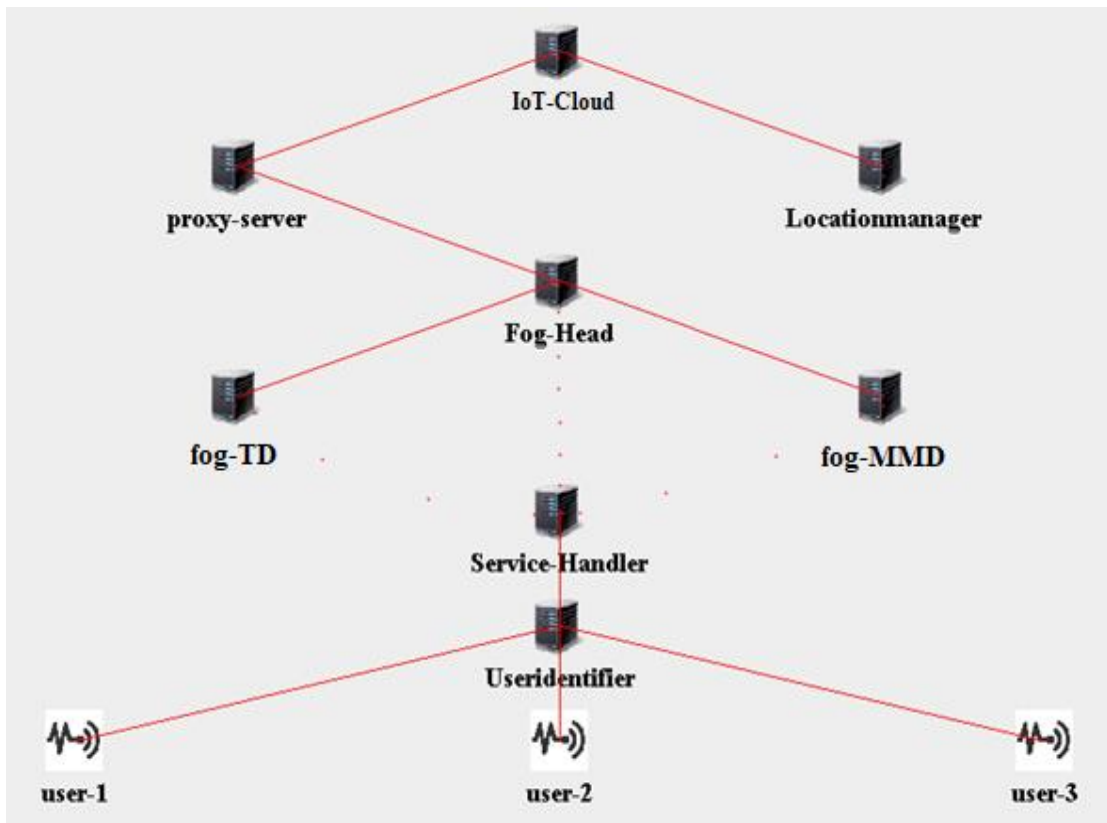 IoT-Cloud
proxy-server
Locationmanager
Fog-Head
fog-TD
fog-MMD
Service-Handler
Useridentifier
user-1
user-2
user-3